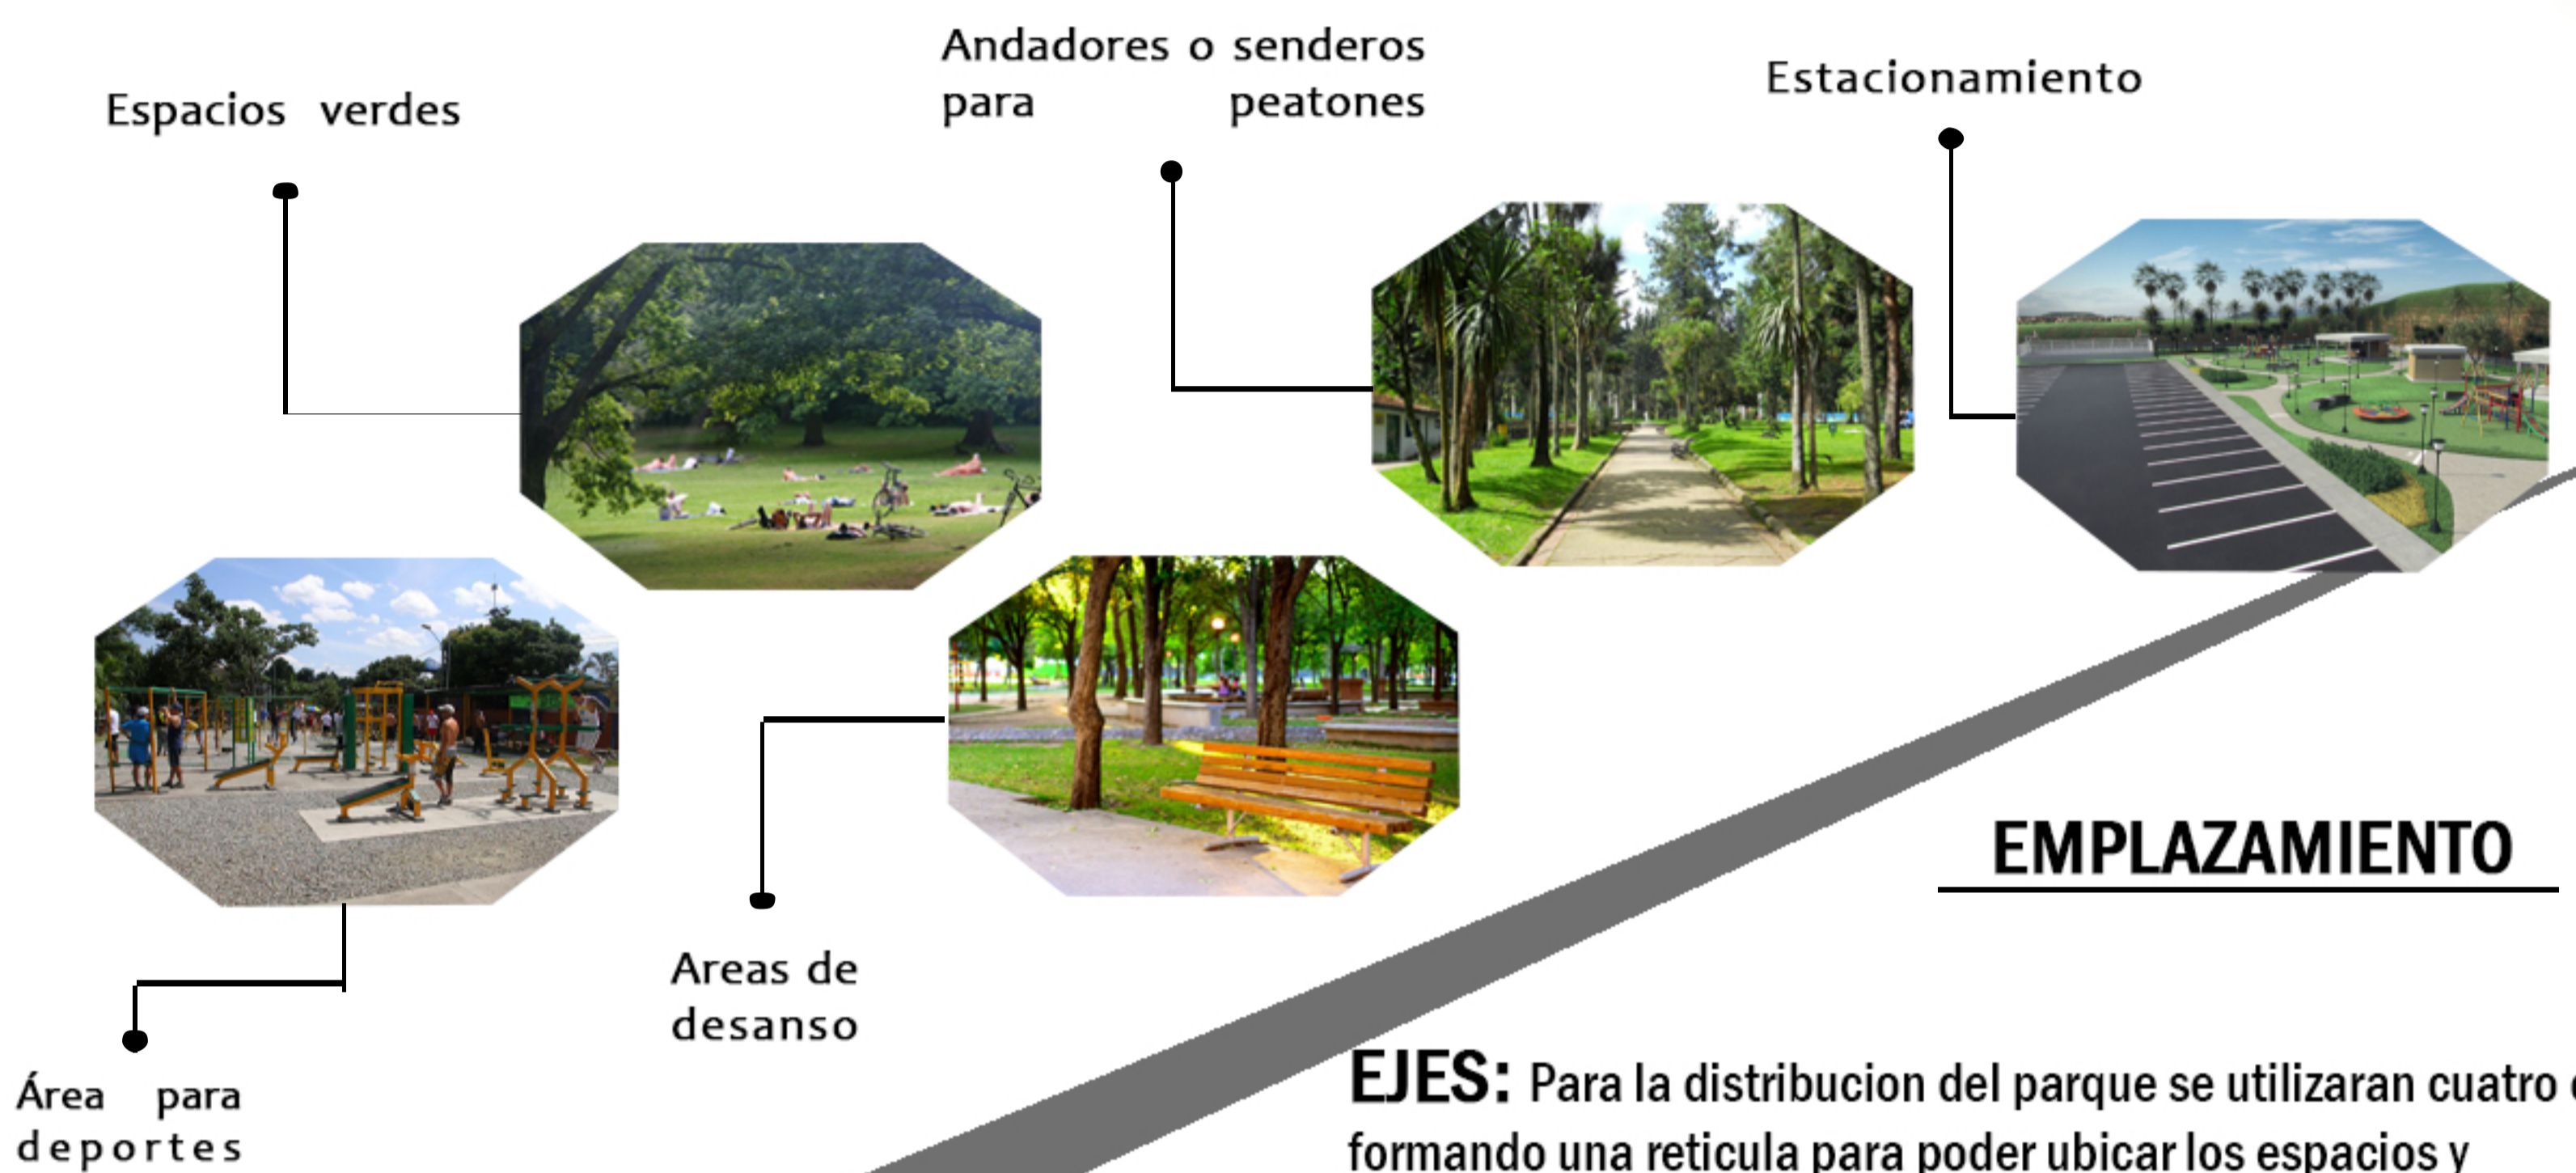 Espacios verdes
Andadores o senderos
para peatones
Estacionamiento
Areas de
desanso
Área para
deportes
EMPLAZAMIENTO
EJES: Para la distribucion del parque se utilizaran cuatro
formando una reticula para poder ubicar los espacios y